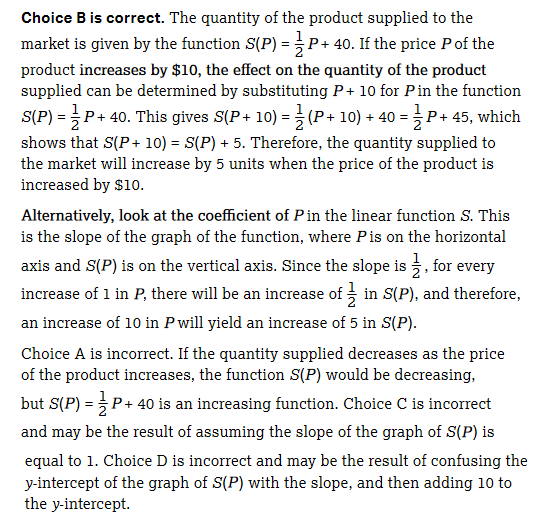 Choice B is correct. The quantity of the product supplied to the
market is given by the function S(P) = 1/2 P + 40. If the price P of the
product increases by $10, the effect on the quantity of the product
supplied can be determined by substituting P + 10 for P in the function
S(P) = 1/2 P + 40. This gives S(P + 10) = 1/2 (P + 10) + 40 = 1/2 P + 45, which
shows that S(P + 10) = S(P) + 5. Therefore, the quantity supplied to
the market will increase by 5 units when the price of the product is
increased by $10.
Alternatively, look at the coefficient of P in the linear function S. This
is the slope of the graph of the function, where P is on the horizontal
axis and S(P) is on the vertical axis. Since the slope is 1/2, for every
increase of 1 in P, there will be an increase of 1/2 in S(P), and therefore,
an increase of 10 in P will yield an increase of 5 in S(P).
Choice A is incorrect. If the quantity supplied decreases as the price
of the product increases, the function S(P) would be decreasing,
but S(P) = 1/2 P + 40 is an increasing function. Choice C is incorrect
and may be the result of assuming the slope of the graph of S(P) is
equal to 1. Choice D is incorrect and may be the result of confusing the
y-intercept of the graph of S(P) with the slope, and then adding 10 to
the y-intercept.